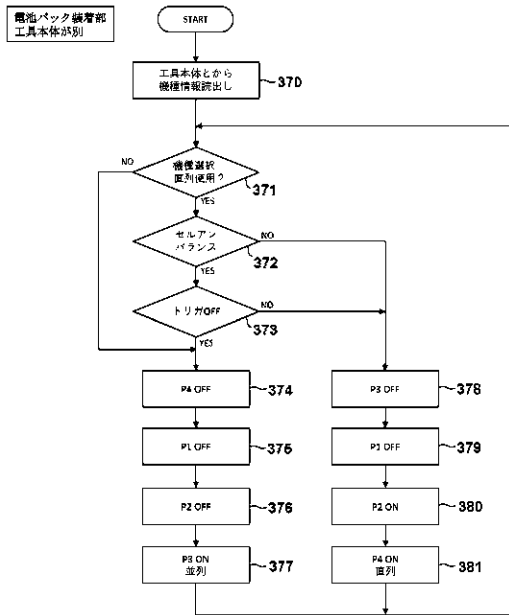 電池パック装着部
工具本体が別
START
工具本体とから
機種情報読出し
370
NO
機種選択
直列使用?
371
YES
セルアン
バランス
NO
372
YES
トリガOFF
NO
373
YES
P4 OFF
374
P3 OFF
378
P1 OFF
375
P1 OFF
379
P2 OFF
376
P2 ON
380
P3 ON
並列
377
P4 ON
直列
381